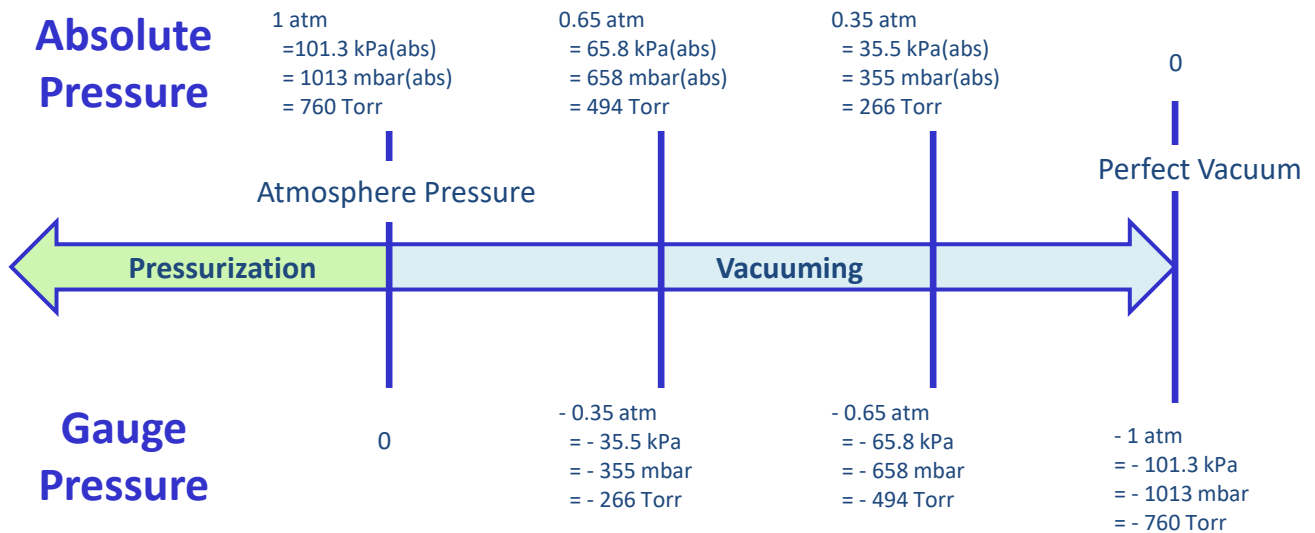 Absolute
Pressure
1 atm
=101.3 kPa(abs)
= 1013 mbar(abs)
= 760 Torr
0.65 atm
= 65.8 kPa(abs)
= 658 mbar(abs)
= 494 Torr
0.35 atm
= 35.5 kPa(abs)
= 355 mbar(abs)
= 266 Torr
0
Atmosphere Pressure
Perfect Vacuum
Pressurization
Vacuuming
Gauge
Pressure
0
- 0.35 atm
= - 35.5 kPa
= - 355 mbar
= - 266 Torr
- 0.65 atm
= - 65.8 kPa
= - 658 mbar
= - 494 Torr
- 1 atm
= - 101.3 kPa
= - 1013 mbar
= - 760 Torr